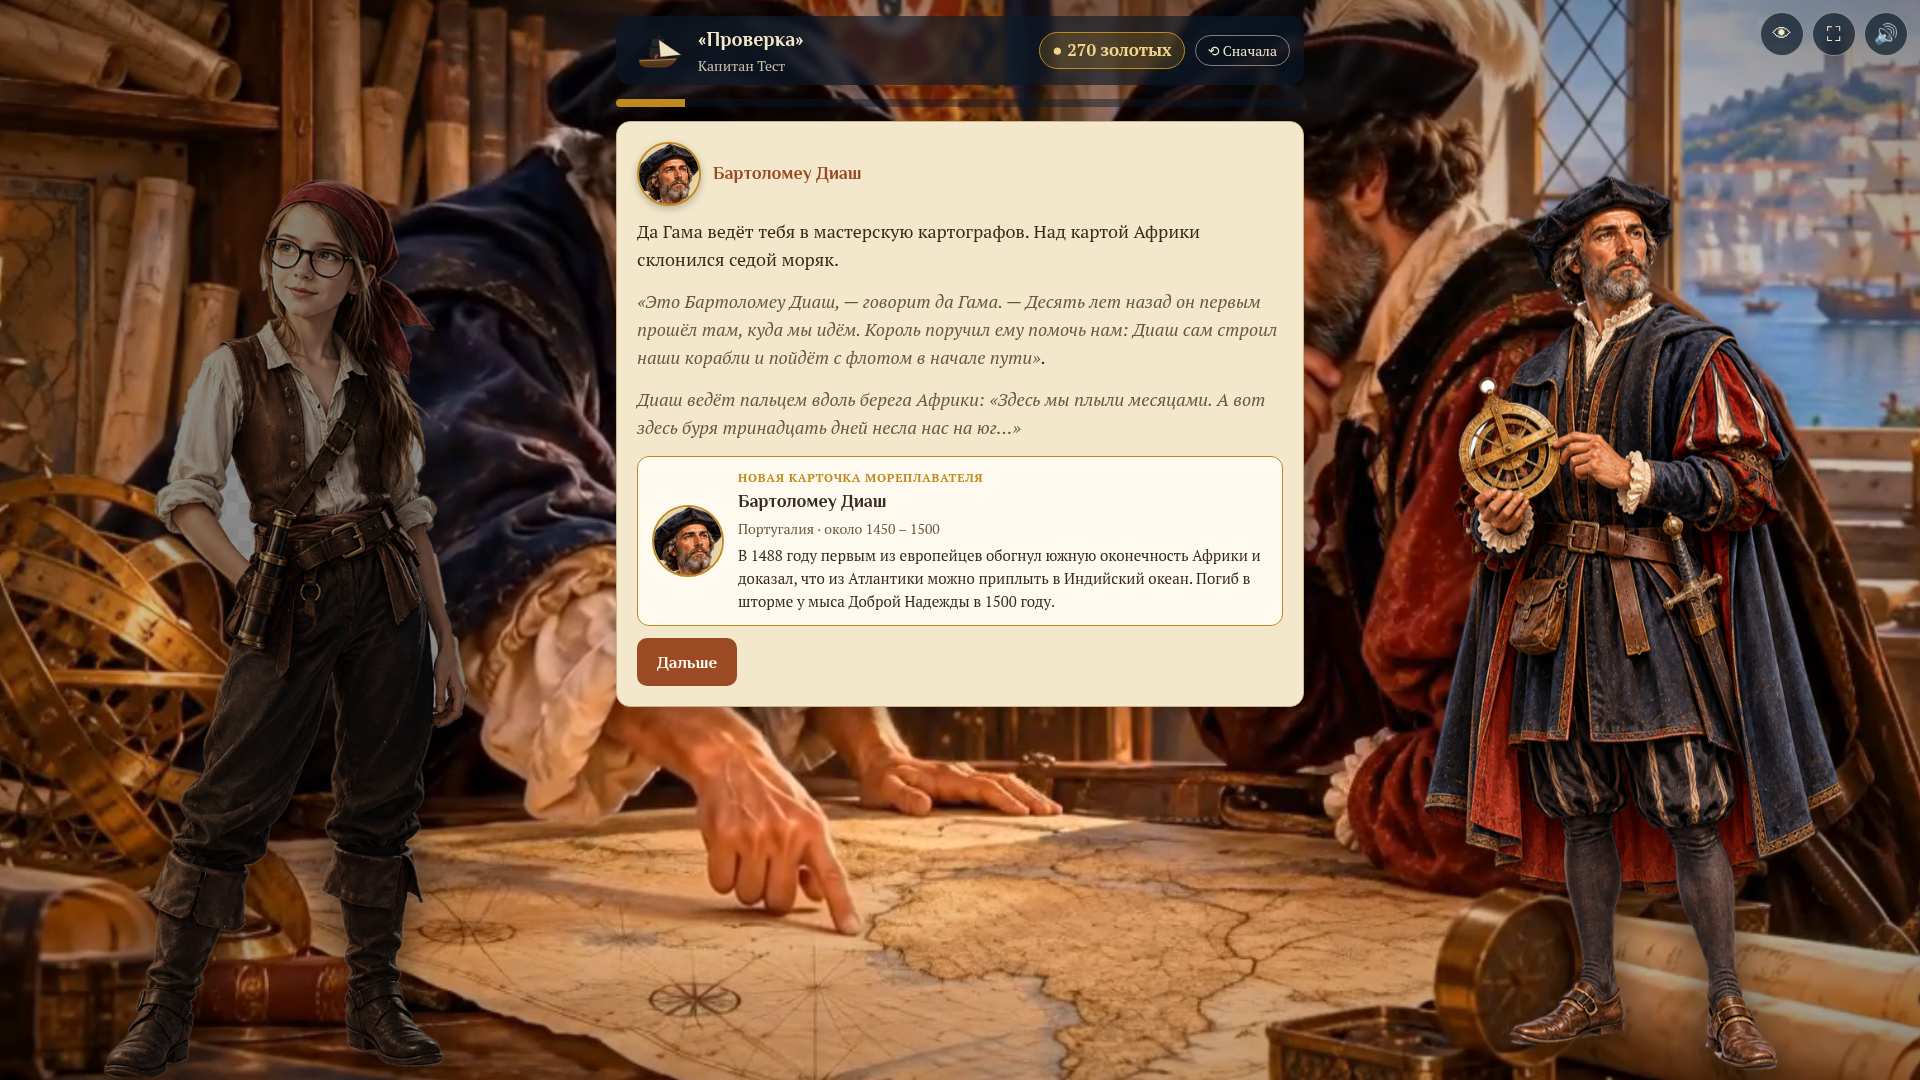 «Проверка»
Капитан Тест
● 270 золотых
⟲ Сначала
Бартоломеу Диаш
Да Гама ведёт тебя в мастерскую картографов. Над картой Африки
склонился седой моряк.
«Это Бартоломеу Диаш, — говорит да Гама. — Десять лет назад он первым
прошёл там, куда мы идём. Король поручил ему помочь нам: Диаш сам строил
наши корабли и пойдёт с флотом в начале пути».
Диаш ведёт пальцем вдоль берега Африки: «Здесь мы плыли месяцами. А вот
здесь буря тринадцать дней несла нас на юг…»
НОВАЯ КАРТОЧКА МОРЕПЛАВАТЕЛЯ
Бартоломеу Диаш
Португалия · около 1450 – 1500
В 1488 году первым из европейцев обогнул южную оконечность Африки и
доказал, что из Атлантики можно приплыть в Индийский океан. Погиб в
шторме у мыса Доброй Надежды в 1500 году.
Дальше